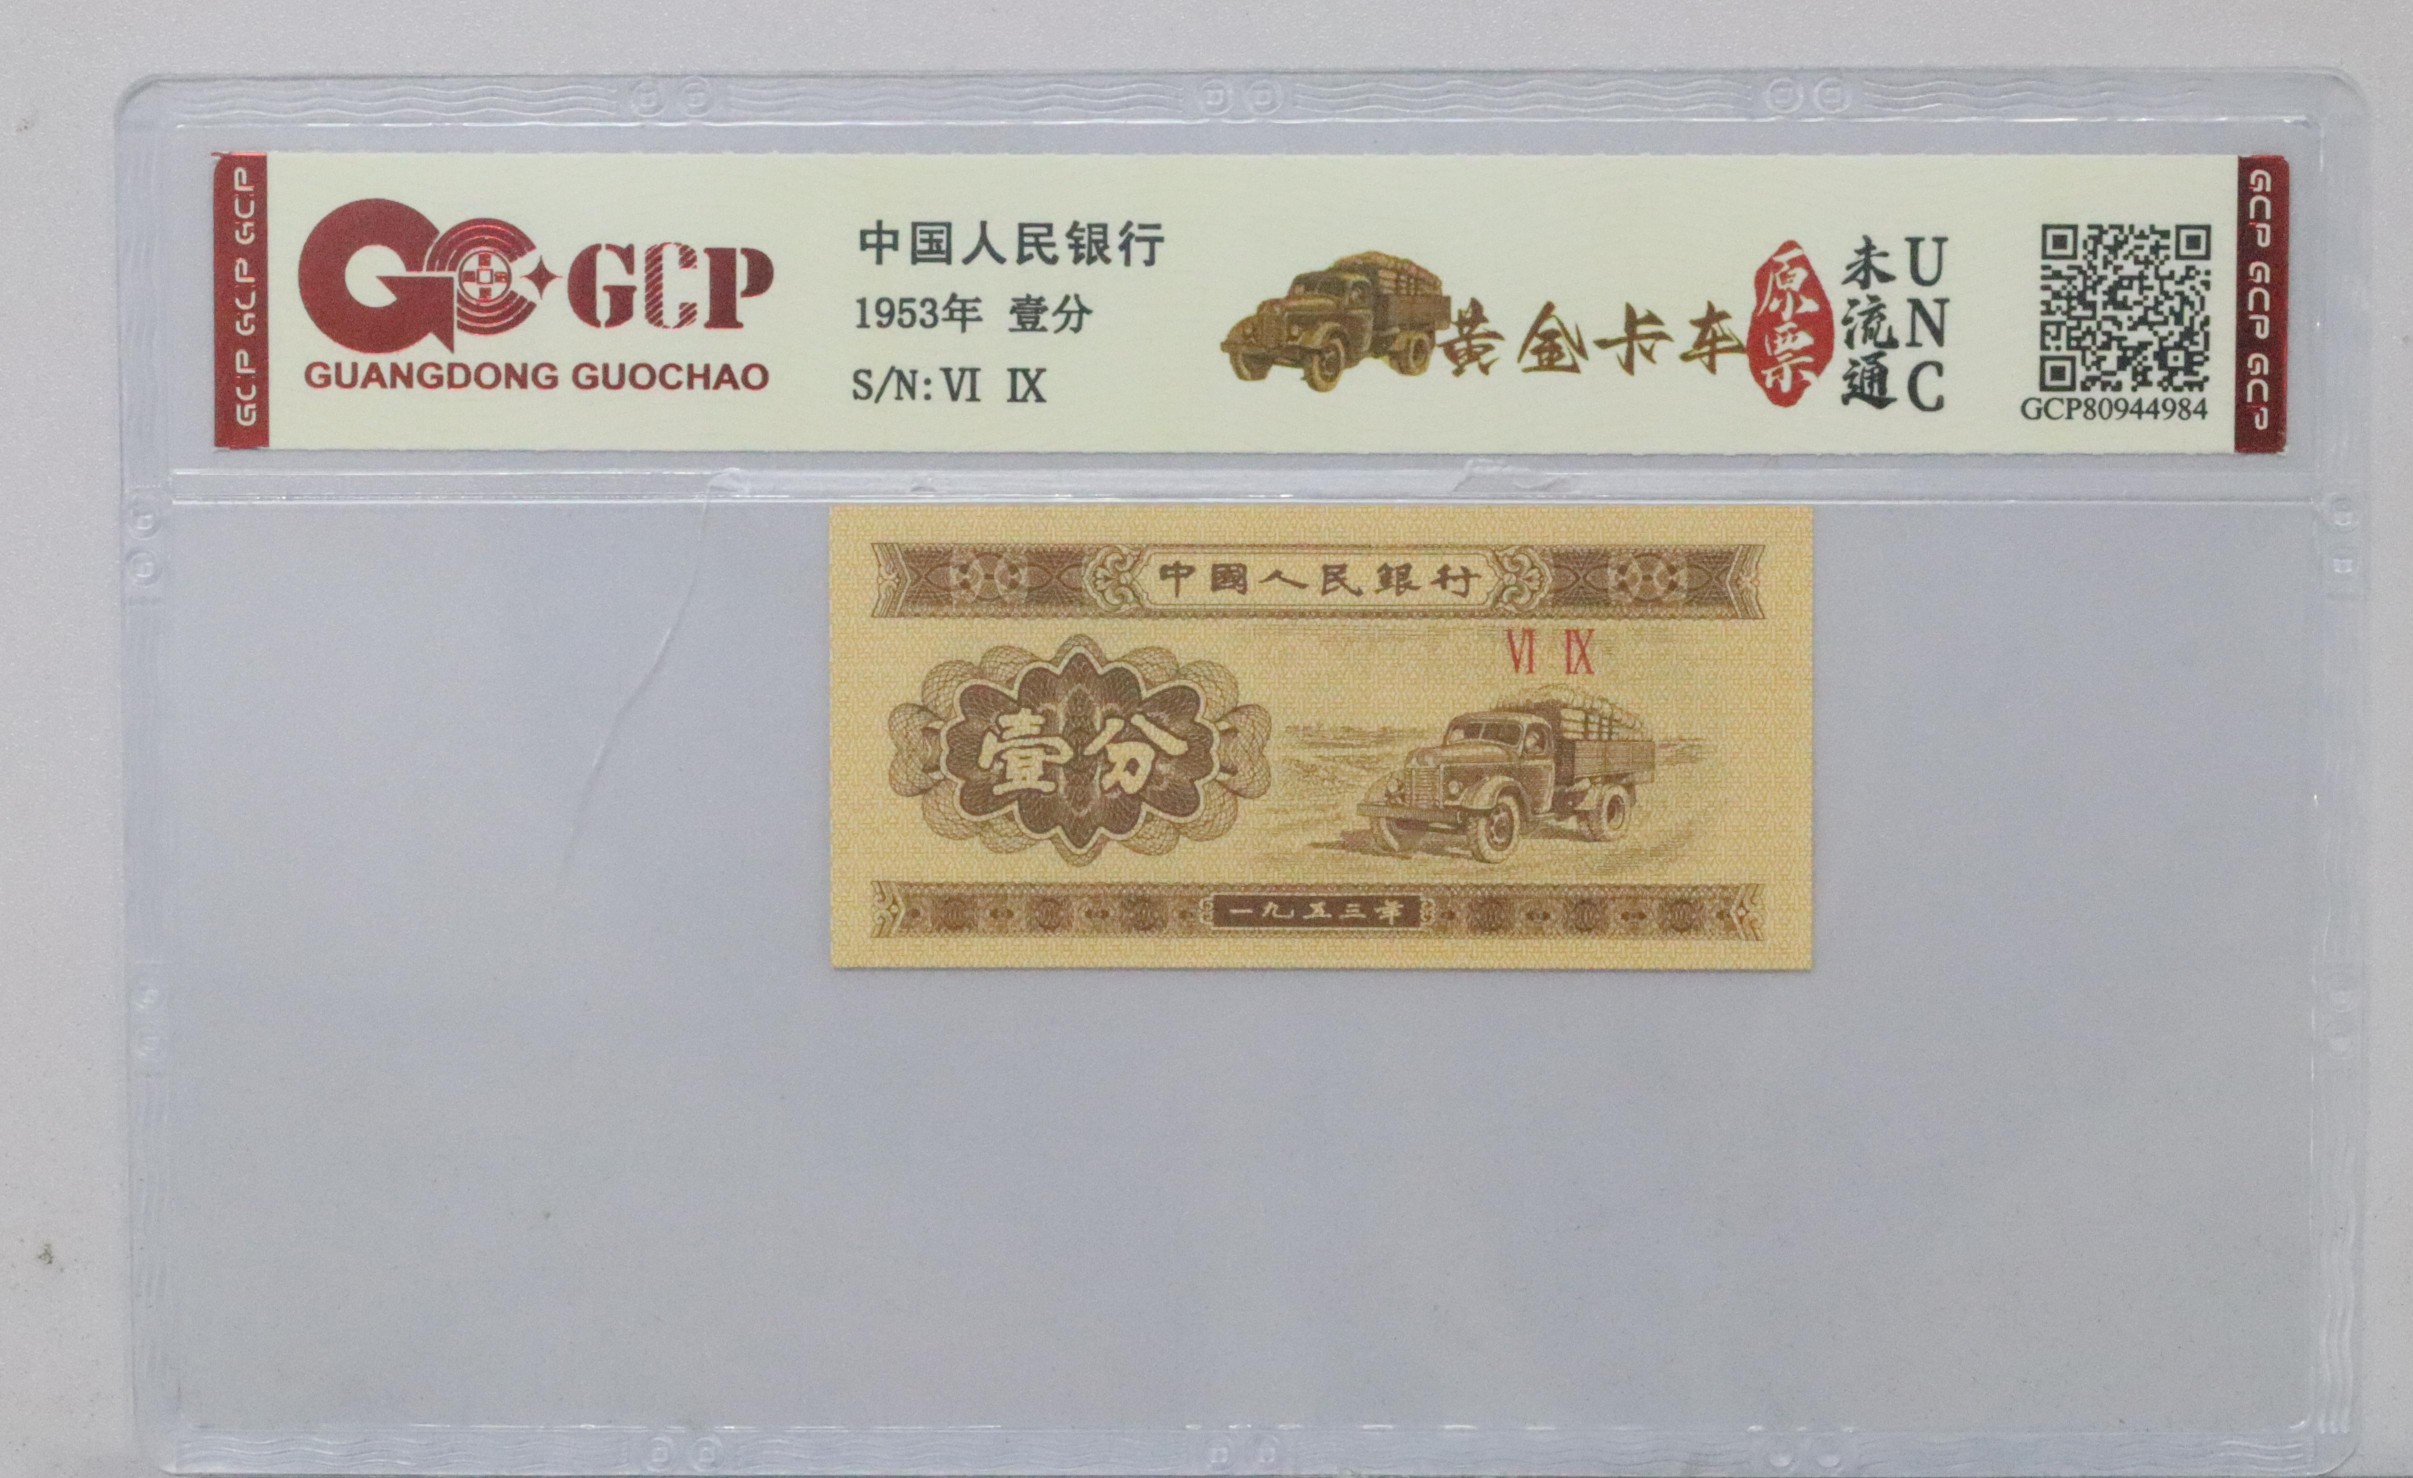 GCP GCP GCP
GCP
GUANGDONG GUOCHAO
中国人民银行
1953年 壹分
S/N: VI IX
黄金卡车
原票
未流通
UNC
GCP80944984
GCP GCP GCP
中國人民銀行
VI IX
壹分
一九五三年